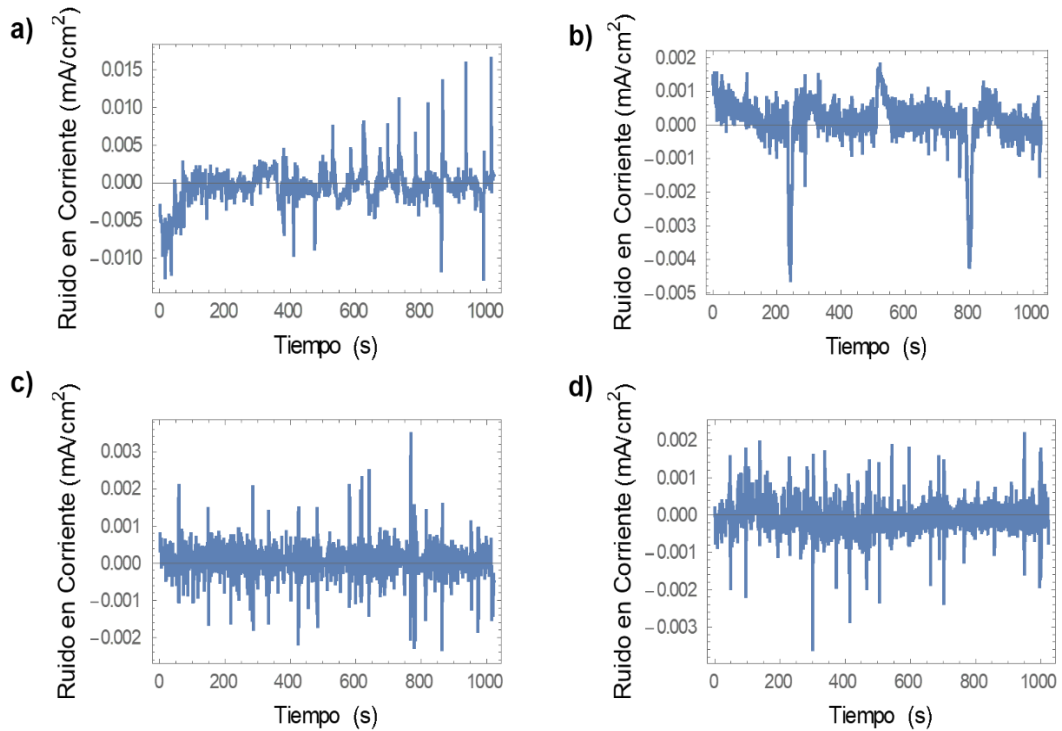 a)
Ruido en Corriente (mA/cm²)
0.015
0.010
0.005
0.000
−0.005
−0.010
0 200 400 600 800 1000
Tiempo (s)
b)
Ruido en Corriente (mA/cm²)
0.002
0.001
0.000
−0.001
−0.002
−0.003
−0.004
−0.005
0 200 400 600 800 1000
Tiempo (s)
c)
Ruido en Corriente (mA/cm²)
0.003
0.002
0.001
0.000
−0.001
−0.002
0 200 400 600 800 1000
Tiempo (s)
d)
Ruido en Corriente (mA/cm²)
0.002
0.001
0.000
−0.001
−0.002
−0.003
0 200 400 600 800 1000
Tiempo (s)